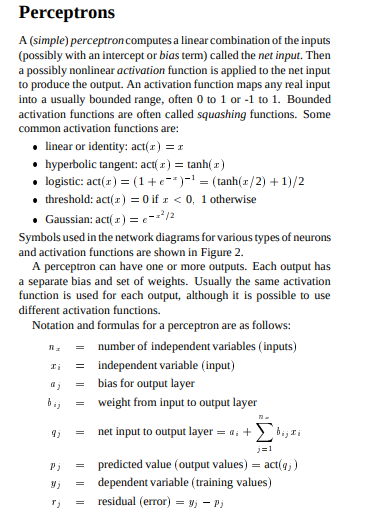 Perceptrons
A (simple) perceptron computes a linear combination of the inputs
(possibly with an intercept or bias term) called the net input. Then
a possibly nonlinear activation function is applied to the net input
to produce the output. An activation function maps any real input
into a usually bounded range, often 0 to 1 or -1 to 1. Bounded
activation functions are often called squashing functions. Some
common activation functions are:
• linear or identity: act(x) = x
• hyperbolic tangent: act(x) = tanh(x)
• logistic: act(x) = (1 + e^{-x})^{-1} = (tanh(x/2) + 1)/2
• threshold: act(x) = 0 if x < 0, 1 otherwise
• Gaussian: act(x) = e^{-x^2/2}
Symbols used in the network diagrams for various types of neurons
and activation functions are shown in Figure 2.
A perceptron can have one or more outputs. Each output has
a separate bias and set of weights. Usually the same activation
function is used for each output, although it is possible to use
different activation functions.
Notation and formulas for a perceptron are as follows:
n_x = number of independent variables (inputs)
x_i = independent variable (input)
a_j = bias for output layer
b_{ij} = weight from input to output layer
q_j = net input to output layer = a_j + \sum_{j=1}^{n_x} b_{ij} x_i
p_j = predicted value (output values) = act(q_j)
y_j = dependent variable (training values)
r_j = residual (error) = y_j − p_j